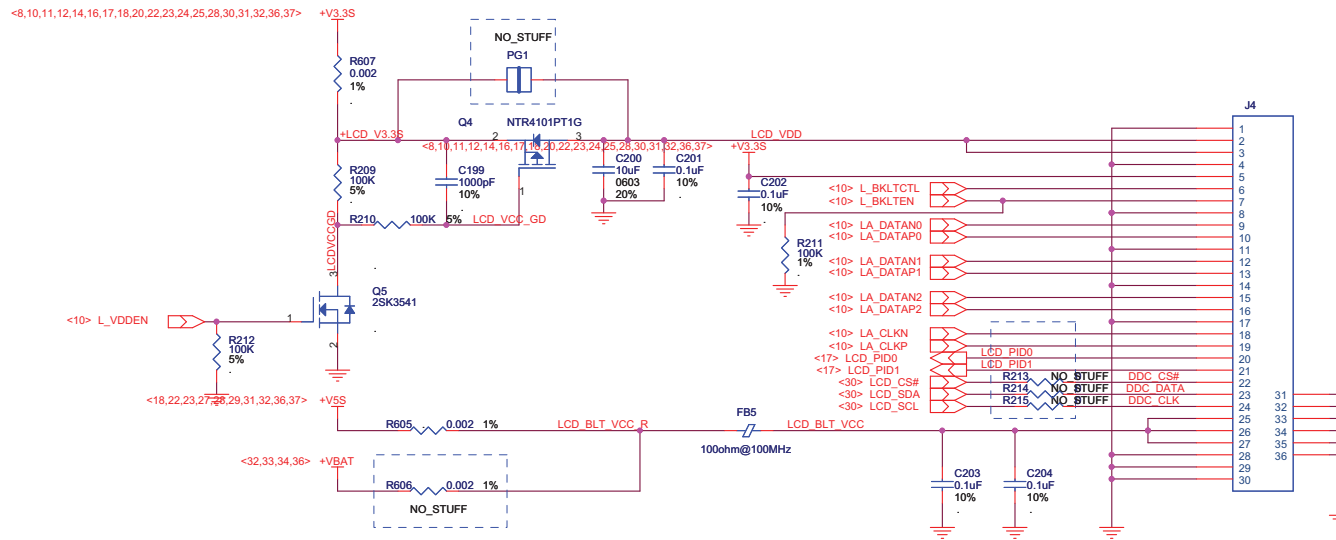 <8,10,11,12,14,16,17,18,20,22,23,24,25,28,30,31,32,36,37> +V3.3S
NO_STUFF
PG1
R607
0.002
1%
.
+LCD_V3.3S
Q4
NTR4101PT1G
2
3
1
LCD_VDD
<8,10,11,12,14,16,17,18,20,22,23,24,25,28,30,31,32,36,37>
+V3.3S
R209
100K
5%
.
C199
1000pF
10%
.
C200
10uF
0603
20%
C201
0.1uF
10%
.
C202
0.1uF
10%
.
R210 100K 5%
LCD_VCC_GD
LCDVCCGD
3
Q5
2SK3541
.
.
1
2
<10> L_VDDEN
R212
100K
5%
.
R211
100K
1%
.
<10> L_BKLTCTL
<10> L_BKLTEN
<10> LA_DATAN0
<10> LA_DATAP0
<10> LA_DATAN1
<10> LA_DATAP1
<10> LA_DATAN2
<10> LA_DATAP2
<10> LA_CLKN
<10> LA_CLKP
<17> LCD_PID0 LCD_PID0
<17> LCD_PID1 LCD_PID1
<30> LCD_CS# R213 NO_STUFF DDC_CS#
<30> LCD_SDA R214 NO_STUFF DDC_DATA
<30> LCD_SCL R215 NO_STUFF DDC_CLK
<18,22,23,27,28,29,31,32,36,37> +V5S
R605 0.002 1%
.
LCD_BLT_VCC_R
FB5
100ohm@100MHz
LCD_BLT_VCC
<32,33,34,36> +VBAT
R606 0.002 1%
.
NO_STUFF
C203
0.1uF
10%
.
C204
0.1uF
10%
.
J4
1
2
3
4
5
6
7
8
9
10
11
12
13
14
15
16
17
18
19
20
21
22
23
24
25
26
27
28
29
30
31
32
33
34
35
36